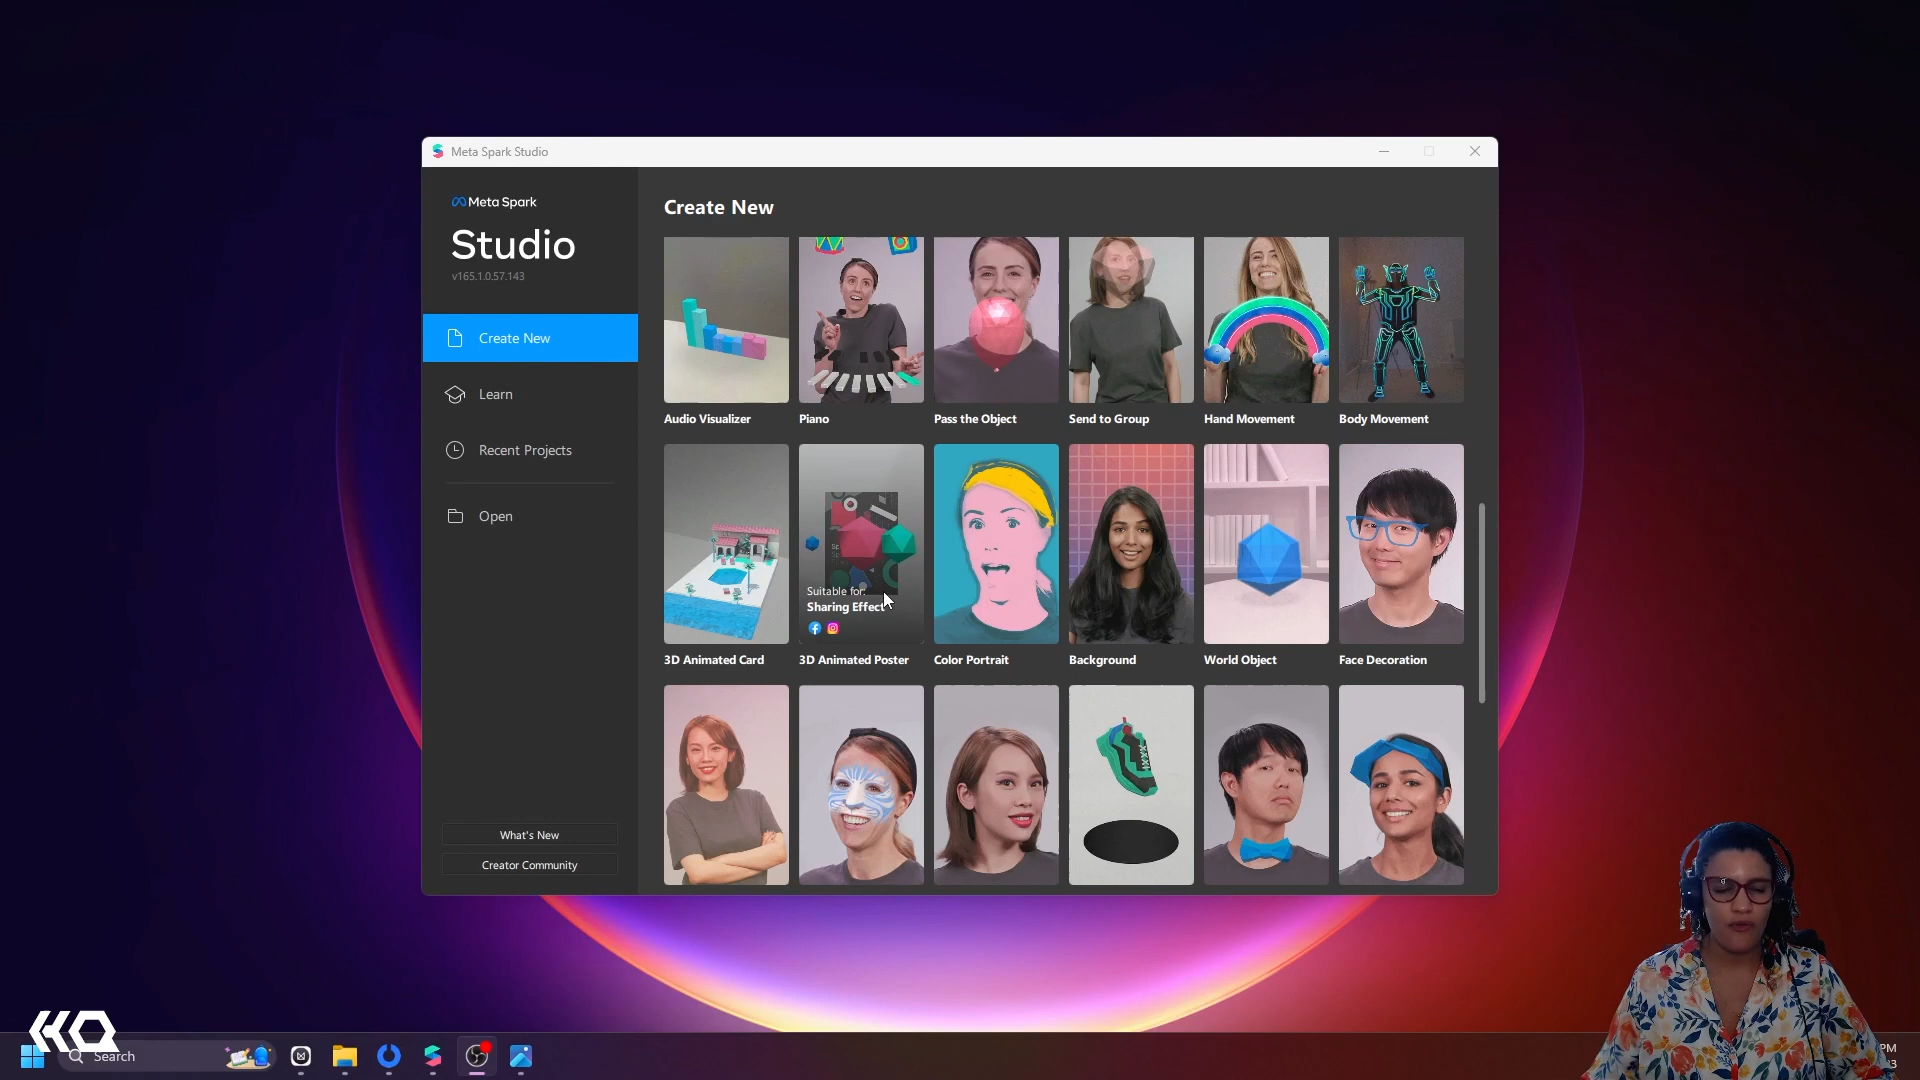 Meta Spark Studio
Meta Spark
Studio
v165.1.0.57.143
Create New
Learn
Recent Projects
Open
What's New
Creator Community
Create New
Audio Visualizer
Piano
Pass the Object
Send to Group
Hand Movement
Body Movement
Suitable for:
Sharing Effect
3D Animated Card
3D Animated Poster
Color Portrait
Background
World Object
Face Decoration
HQ
Search
PM